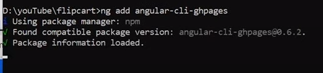 D:\youTube\flipcart>ng add angular-cli-ghpages
i Using package manager: npm
√ Found compatible package version: angular-cli-ghpages@0.6.2.
√ Package information loaded.